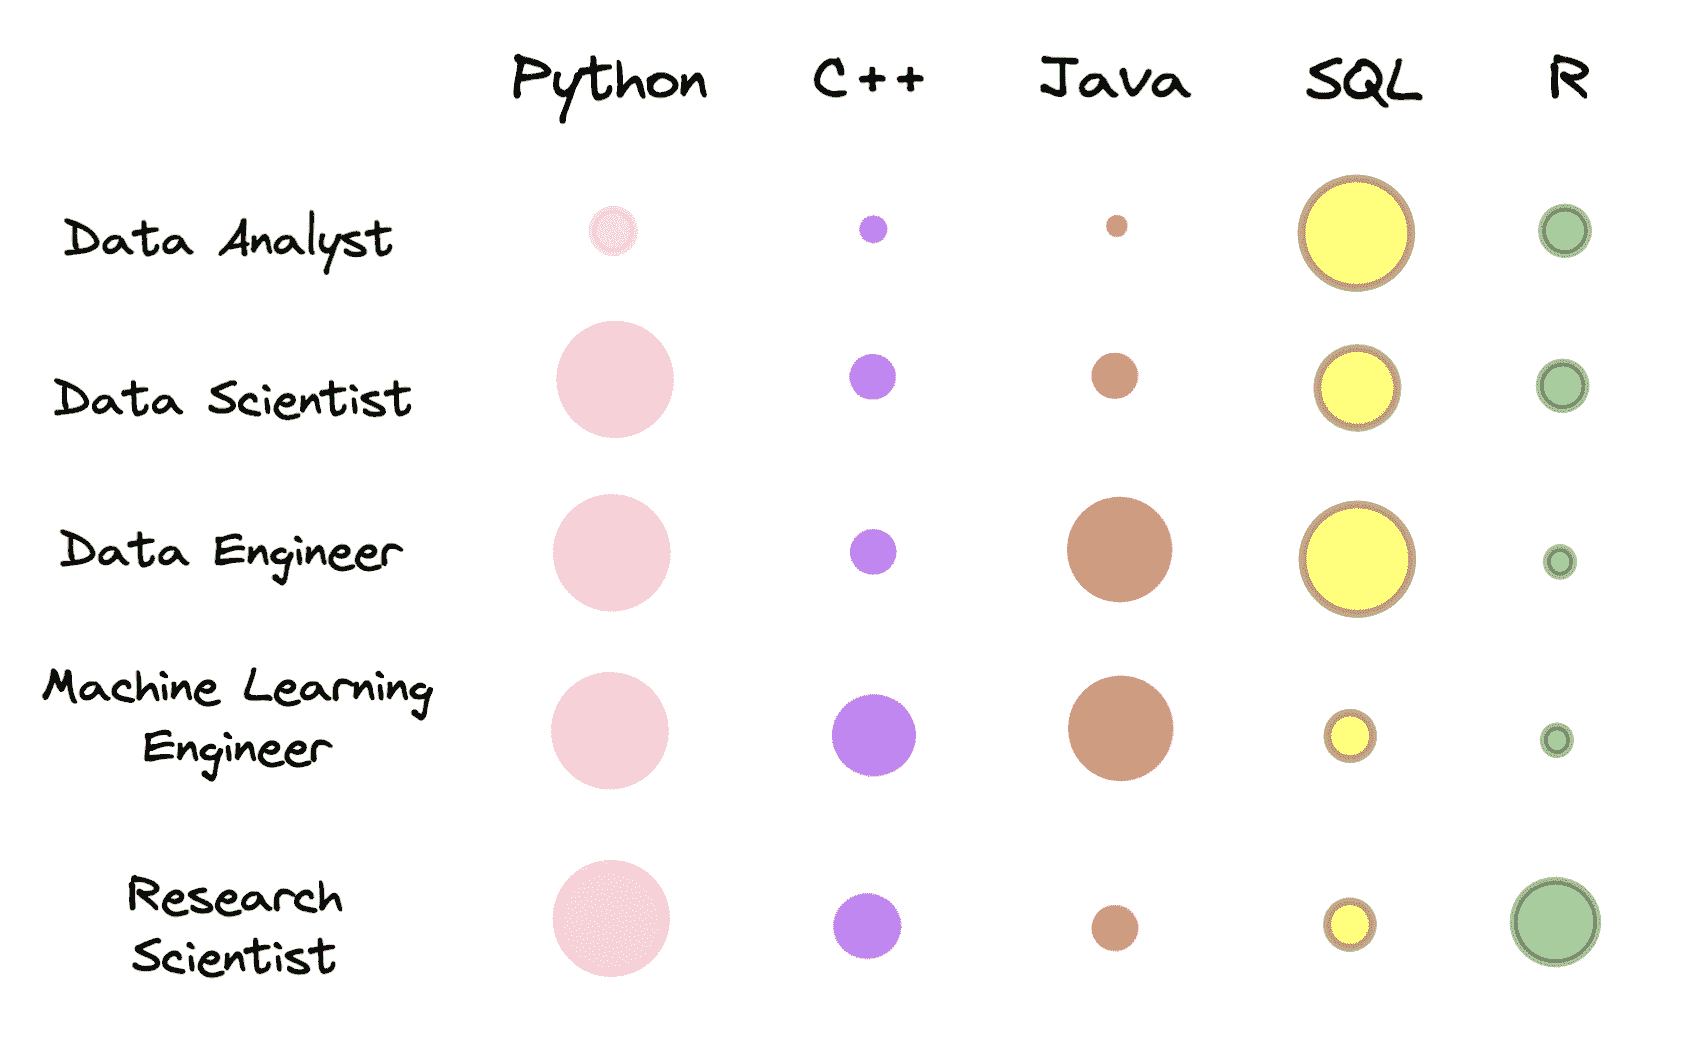 Python C++ Java SQL R
Data Analyst
Data Scientist
Data Engineer
Machine Learning
Engineer
Research
Scientist